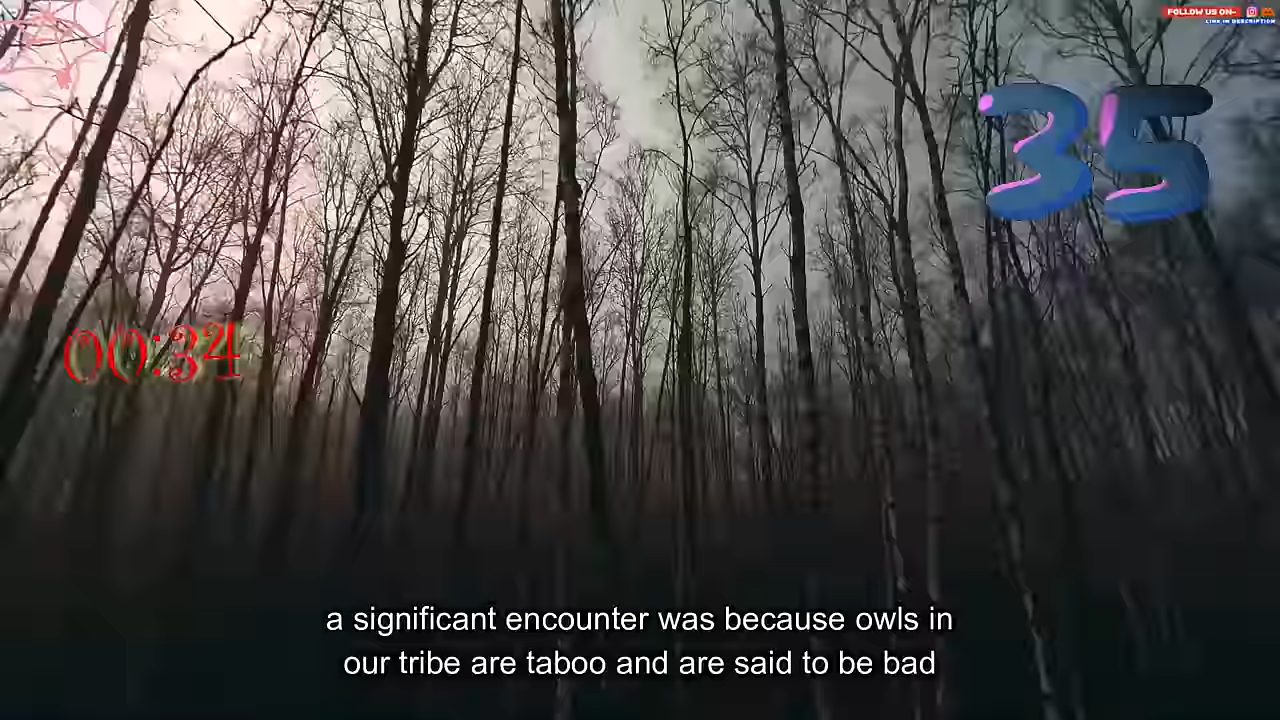 FOLLOW US ON-
LINK IN DESCRIPTION
35
00:34
a significant encounter was because owls in
our tribe are taboo and are said to be bad